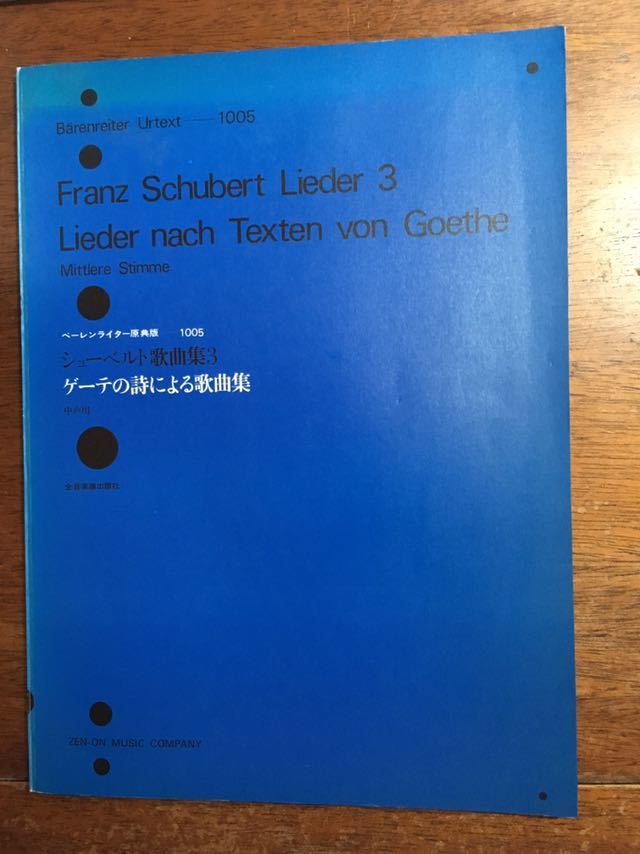 Bärenreiter Urtext——1005
Franz Schubert Lieder 3
Lieder nach Texten von Goethe
Mittlere Stimme
ベーレンライター原典版——1005
シューベルト歌曲集3
ゲーテの詩による歌曲集
中声用
全音楽譜出版社
ZEN-ON MUSIC COMPANY